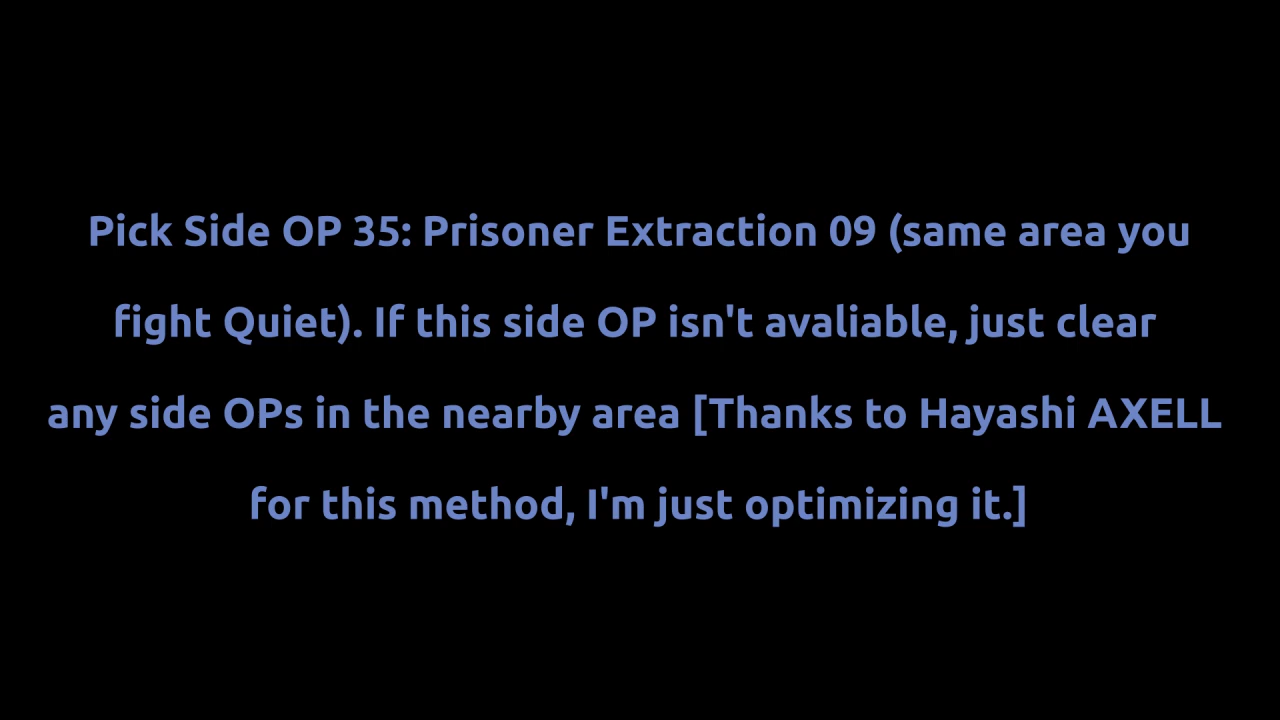 Pick Side OP 35: Prisoner Extraction 09 (same area you
fight Quiet). If this side OP isn't avaliable, just clear
any side OPs in the nearby area [Thanks to Hayashi AXELL
for this method, I'm just optimizing it.]